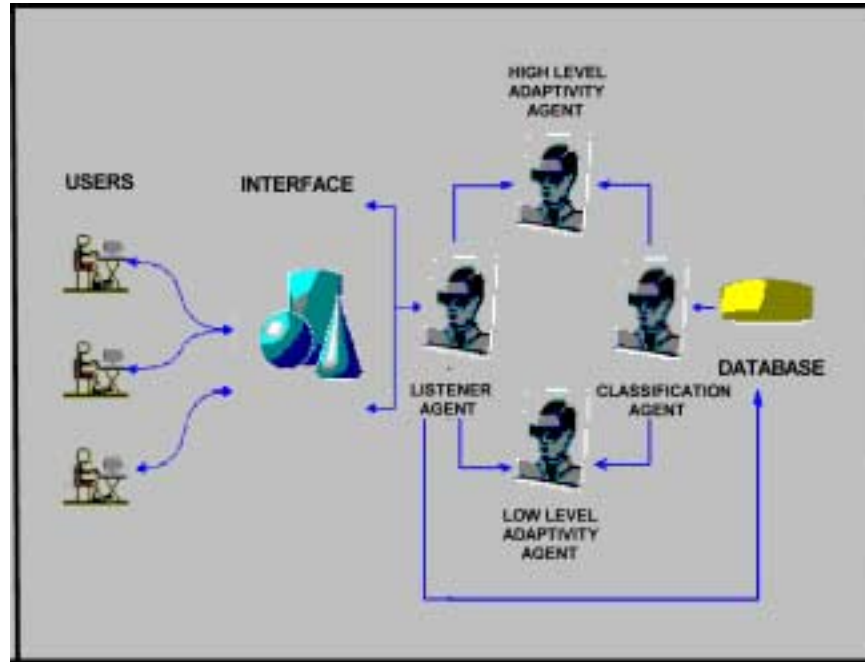 HIGH LEVEL
ADAPTIVITY
AGENT
USERS
INTERFACE
DATABASE
LISTENER
AGENT
CLASSIFICATION
AGENT
LOW LEVEL
ADAPTIVITY
AGENT